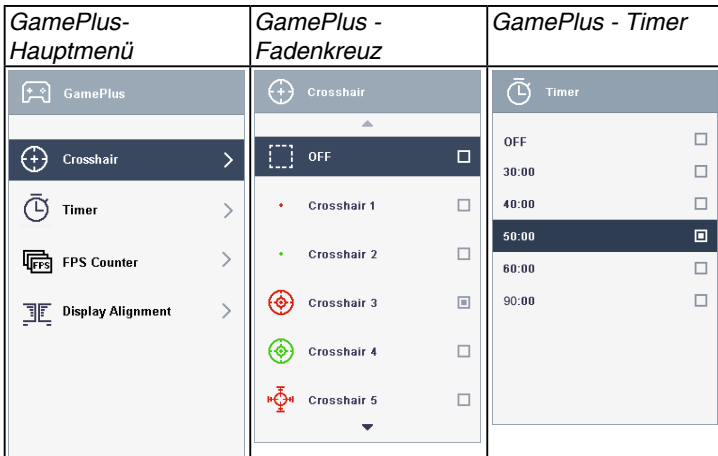 GamePlus-
Hauptmenü
GamePlus -
Fadenkreuz
GamePlus - Timer
GamePlus
Crosshair
Timer
FPS
FPS Counter
Display Alignment
Crosshair
OFF
Crosshair 1
Crosshair 2
Crosshair 3
Crosshair 4
Crosshair 5
Timer
OFF
30:00
40:00
50:00
60:00
90:00